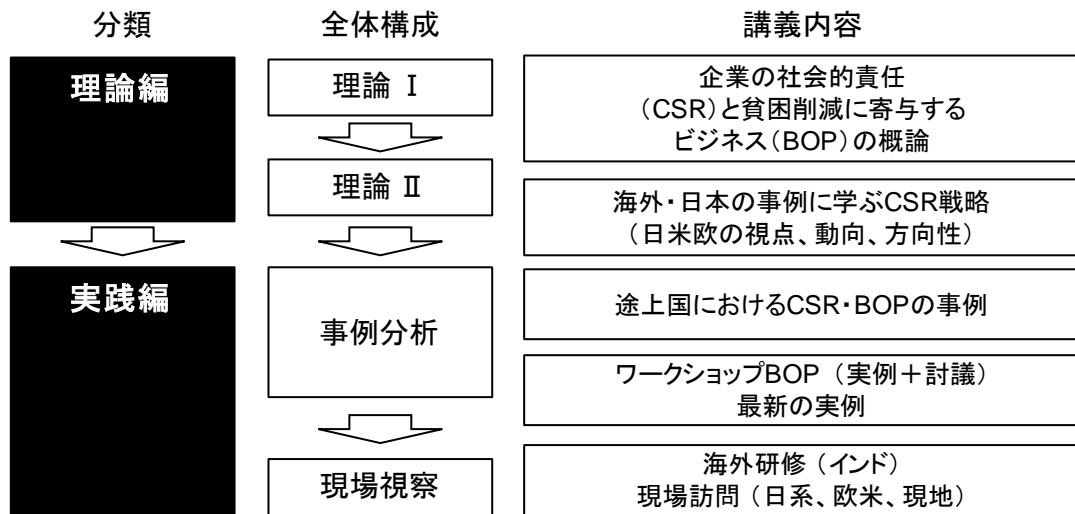 分類
全体構成
講義内容
理論編
理論 Ⅰ
企業の社会的責任
（CSR）と貧困削減に寄与する
ビジネス（BOP）の概論
理論 Ⅱ
海外・日本の事例に学ぶCSR戦略
（日米欧の視点、動向、方向性）
実践編
事例分析
途上国におけるCSR・BOPの事例
ワークショップBOP （実例＋討議）
最新の実例
現場視察
海外研修 （インド）
現場訪問 （日系、欧米、現地）